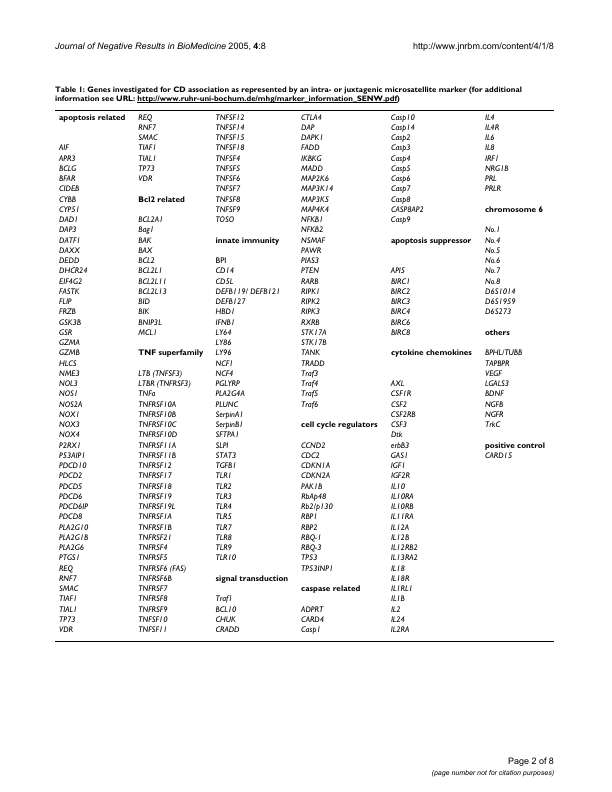 Journal of Negative Results in BioMedicine 2005, 4:8 http://www.jnrbm.com/content/4/1/8
Table 1: Genes investigated for CD association as represented by an intra- or juxtagenic microsatellite marker (for additional
information see URL: http://www.ruhr-uni-bochum.de/mhg/marker_information_SENW.pdf)
apoptosis related REQ TNFSF12 CTLA4 Casp10 IL4
RNF7 TNFSF14 DAP Casp14 IL4R
SMAC TNFSF15 DAPK1 Casp2 IL6
AIF TIAF1 TNFSF18 FADD Casp3 IL8
APR3 TIAL1 TNFSF4 IKBKG Casp4 IRF1
BCLG TP73 TNFSF5 MADD Casp5 NRG1B
BFAR VDR TNFSF6 MAP2K6 Casp6 PRL
CIDEB TNFSF7 MAP3K14 Casp7 PRLR
CYBB Bcl2 related TNFSF8 MAP3K5 Casp8
CYP51 TNFSF9 MAP4K4 CASP8AP2 chromosome 6
DAD1 BCL2A1 TOSO NFKB1 Casp9
DAP3 Bag1 NFKB2 No.1
DATF1 BAK innate immunity NSMAF apoptosis suppressor No.4
DAXX BAX PAWR No.5
DEDD BCL2 BPI PIAS3 No.6
DHCR24 BCL2L1 CD14 PTEN API5 No.7
EIF4G2 BCL2L11 CD5L RARB BIRC1 No.8
FASTK BCL2L13 DEFB119/ DEFB121 RIPK1 BIRC2 D6S1014
FLIP BID DEFB127 RIPK2 BIRC3 D6S1959
FRZB BIK HBD1 RIPK3 BIRC4 D6S273
GSK3B BNIP3L IFNB1 RXRB BIRC6
GSR MCL1 LY64 STK17A BIRC8 others
GZMA LY86 STK17B
GZMB TNF superfamily LY96 TANK cytokine chemokines BPHL/TUBB
HLCS NCF1 TRADD TAPBPR
NME3 LTB (TNFSF3) NCF4 Traf3 VEGF
NOL3 LTBR (TNFRSF3) PGLYRP Traf4 AXL LGALS3
NOS1 TNFa PLA2G4A Traf5 CSF1R BDNF
NOS2A TNFRSF10A PLUNC Traf6 CSF2 NGFB
NOX1 TNFRSF10B SerpinA1 CSF2RB NGFR
NOX3 TNFRSF10C SerpinB1 cell cycle regulators CSF3 TrkC
NOX4 TNFRSF10D SFTPA1 Dtk
P2RX1 TNFRSF11A SLPI CCND2 erbB3 positive control
P53AIP1 TNFRSF11B STAT3 CDC2 GAS1 CARD15
PDCD10 TNFRSF12 TGFB1 CDKN1A IGF1
PDCD2 TNFRSF17 TLR1 CDKN2A IGF2R
PDCD5 TNFRSF18 TLR2 PAK1B IL10
PDCD6 TNFRSF19 TLR3 RbAp48 IL10RA
PDCD6IP TNFRSF19L TLR4 Rb2/p130 IL10RB
PDCD8 TNFRSF1A TLR5 RBP1 IL11RA
PLA2G10 TNFRSF1B TLR7 RBP2 IL12A
PLA2G1B TNFRSF21 TLR8 RBQ-1 IL12B
PLA2G6 TNFRSF4 TLR9 RBQ-3 IL12RB2
PTGS1 TNFRSF5 TLR10 TP53 IL13RA2
REQ TNFRSF6 (FAS) TP53INP1 IL18
RNF7 TNFRSF6B signal transduction IL18R
SMAC TNFRSF7 caspase related IL1RL1
TIAF1 TNFRSF8 Traf1 IL1B
TIAL1 TNFRSF9 BCL10 ADPRT IL2
TP73 TNFSF10 CHUK CARD4 IL24
VDR TNFSF11 CRADD Casp1 IL2RA
Page 2 of 8
(page number not for citation purposes)